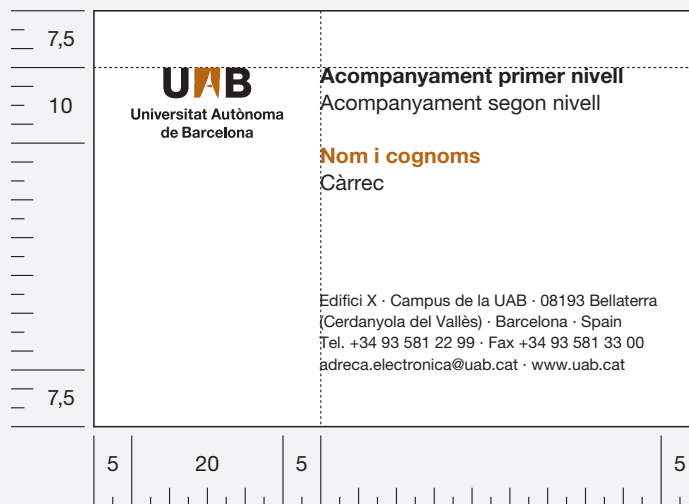 7,5
10
7,5
UAB
Universitat Autònoma
de Barcelona
Acompanyament primer nivell
Acompanyament segon nivell
Nom i cognoms
Càrrec
Edifici X · Campus de la UAB · 08193 Bellaterra
(Cerdanyola del Vallès) · Barcelona · Spain
Tel. +34 93 581 22 99 · Fax +34 93 581 33 00
adreca.electronica@uab.cat · www.uab.cat
5 20 5 5